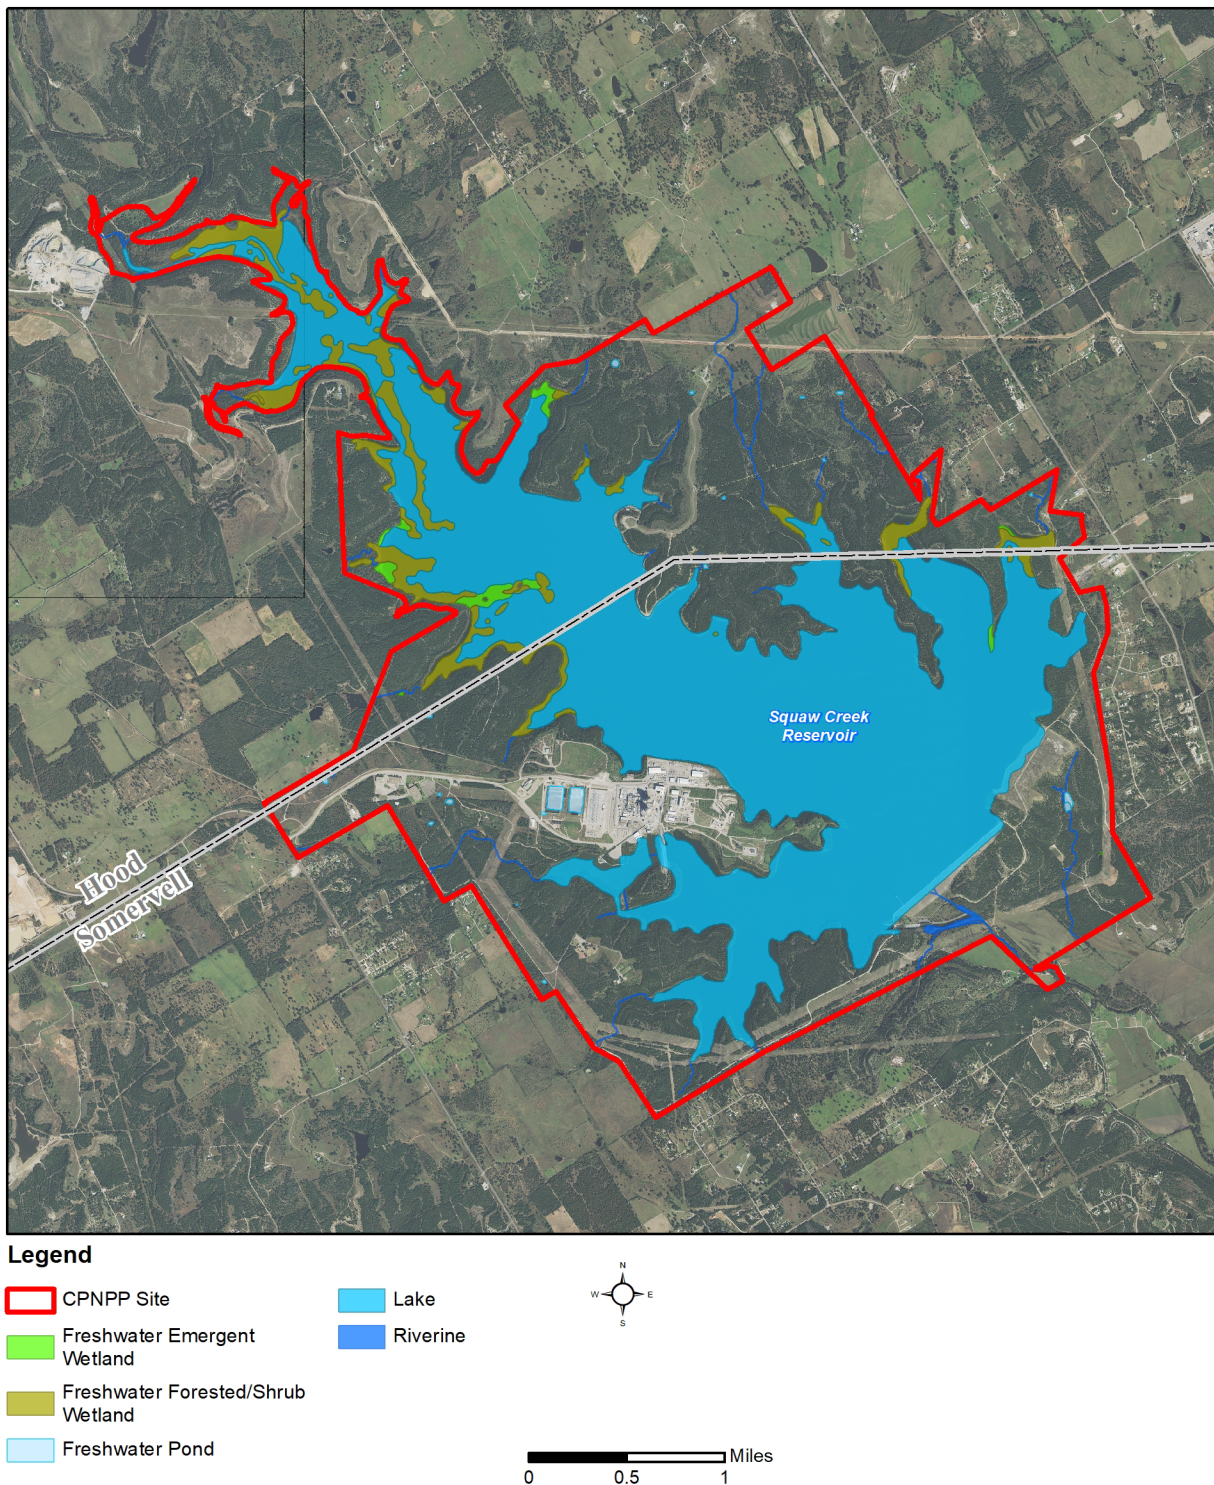 Squaw Creek
Reservoir
Hood
Somervell
Legend
CPNPP Site
Freshwater Emergent
Wetland
Freshwater Forested/Shrub
Wetland
Freshwater Pond
Lake
Riverine
N
W E
S
Miles
0 0.5 1